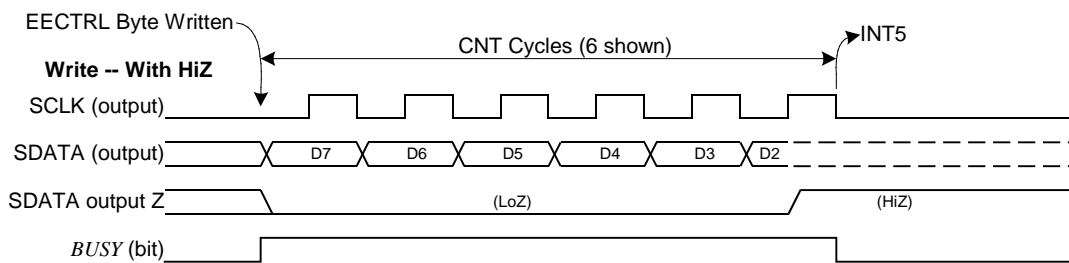 EECTRL Byte Written
CNT Cycles (6 shown)
INT5
Write -- With HiZ
SCLK (output)
SDATA (output)
D7 D6 D5 D4 D3 D2
SDATA output Z
(LoZ)
(HiZ)
BUSY (bit)